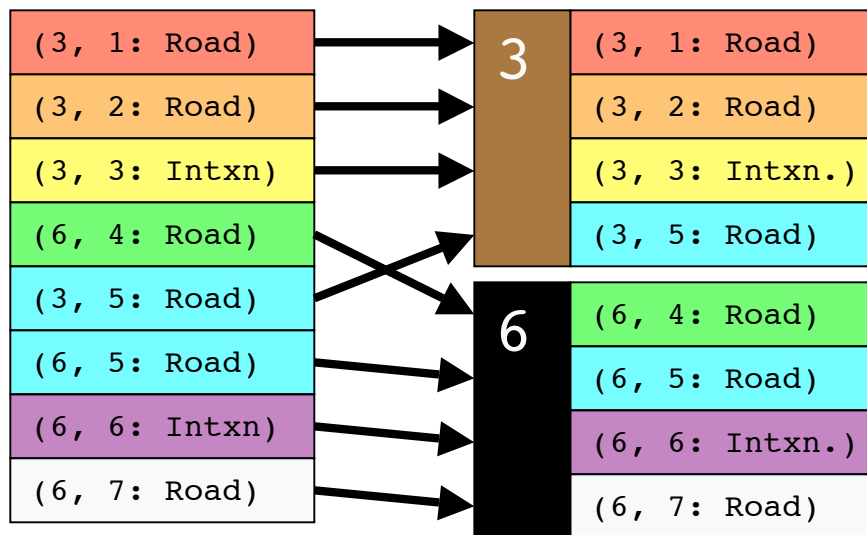 (3, 1: Road)
(3, 2: Road)
(3, 3: Intxn)
(6, 4: Road)
(3, 5: Road)
(6, 5: Road)
(6, 6: Intxn)
(6, 7: Road)
3
(3, 1: Road)
(3, 2: Road)
(3, 3: Intxn.)
(3, 5: Road)
6
(6, 4: Road)
(6, 5: Road)
(6, 6: Intxn.)
(6, 7: Road)